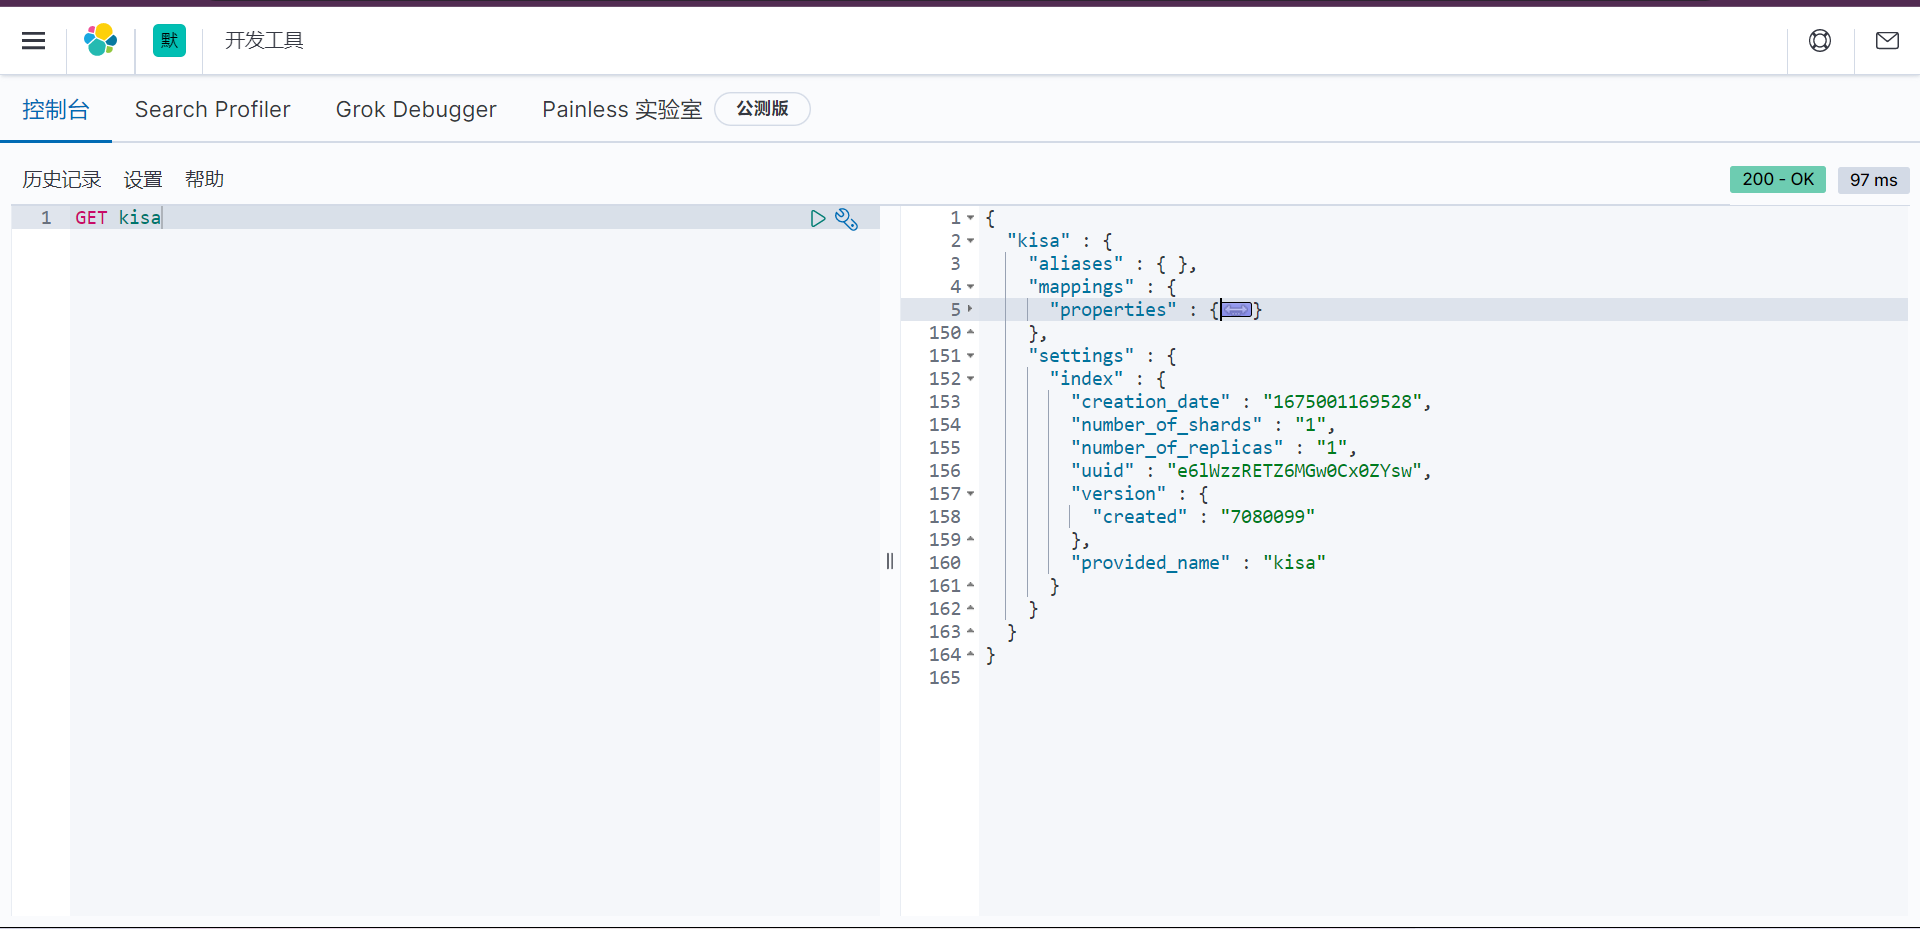 默 开发工具
控制台 Search Profiler Grok Debugger Painless 实验室 公测版
历史记录 设置 帮助 200 - OK 97 ms
1 GET kisa
1 {
2 "kisa" : {
3 "aliases" : { },
4 "mappings" : {
5 "properties" : {}
150 },
151 "settings" : {
152 "index" : {
153 "creation_date" : "1675001169528",
154 "number_of_shards" : "1",
155 "number_of_replicas" : "1",
156 "uuid" : "e6lWzzRETZ6MGw0Cx0ZYsw",
157 "version" : {
158 "created" : "7080099"
159 },
160 "provided_name" : "kisa"
161 }
162 }
163 }
164 }
165